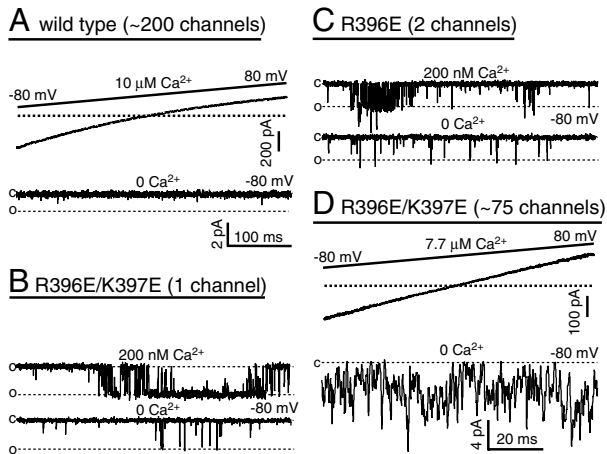 A wild type (~200 channels)
10 µM Ca²⁺
80 mV
-80 mV
200 pA
0 Ca²⁺
-80 mV
c
o
2 pA
100 ms
B R396E/K397E (1 channel)
200 nM Ca²⁺
c
o
0 Ca²⁺
-80 mV
c
o
C R396E (2 channels)
200 nM Ca²⁺
c
o
-80 mV
0 Ca²⁺
c
o
D R396E/K397E (~75 channels)
7.7 µM Ca²⁺
80 mV
-80 mV
100 pA
0 Ca²⁺
-80 mV
c
4 pA
20 ms